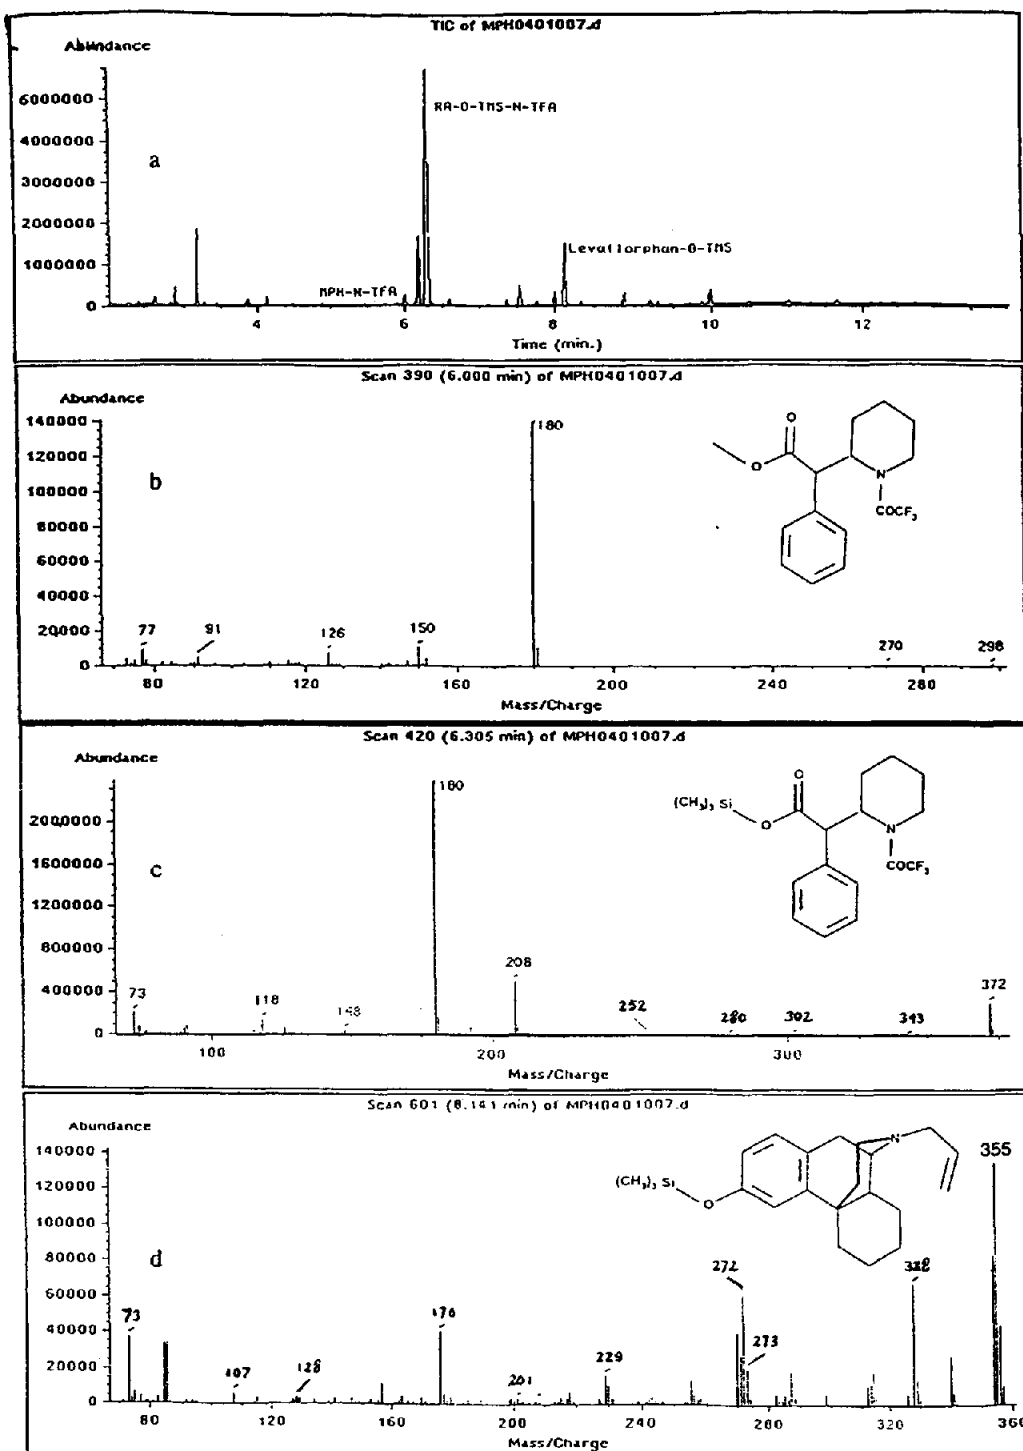 TIC of MPH0401007.d
Abundance
6000000
4000000
3000000
2000000
1000000
0
a
RA-O-TMS-N-TFA
MPH-N-TFA
Levallorphan-O-TMS
4 6 8 10 12
Time (min.)
Scan 390 (6.000 min) of MPH0401007.d
Abundance
140000
120000
100000
80000
60000
40000
20000
0
b
180
77 91 126 150 270 298
O
O
N
COCF3
80 120 160 200 240 280
Mass/Charge
Scan 420 (6.305 min) of MPH0401007.d
Abundance
2000000
1600000
1200000
800000
400000
0
c
180
73 118 148 208 252 280 302 343 372
(CH3)3 Si
O
O
N
COCF3
100 200 300
Mass/Charge
Scan 601 (8.141 min) of MPH0401007.d
Abundance
140000
120000
100000
80000
60000
40000
20000
0
d
73 107 128 176 201 229 272 273 355
(CH3)3 Si
O
N
80 120 160 200 240 280 320 360
Mass/Charge